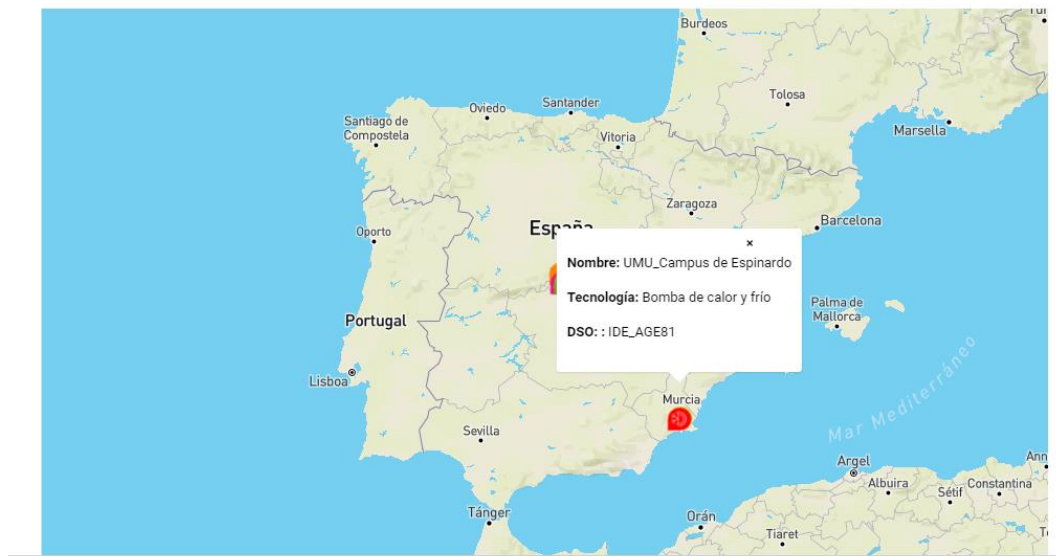 Burdeos
Tolosa
Oviedo
Santander
Santiago de
Compostela
Marsella
Vitoria
Zaragoza
Barcelona
España
Oporto
×
Nombre: UMU_Campus de Espinardo
Tecnología: Bomba de calor y frío
DSO: : IDE_AGE81
Palma de
Mallorca
Portugal
Lisboa
Murcia
Mar Mediterráneo
Sevilla
Argel
Ann
Albuira
Sétif
Constantina
Tánger
Orán
Tiaret